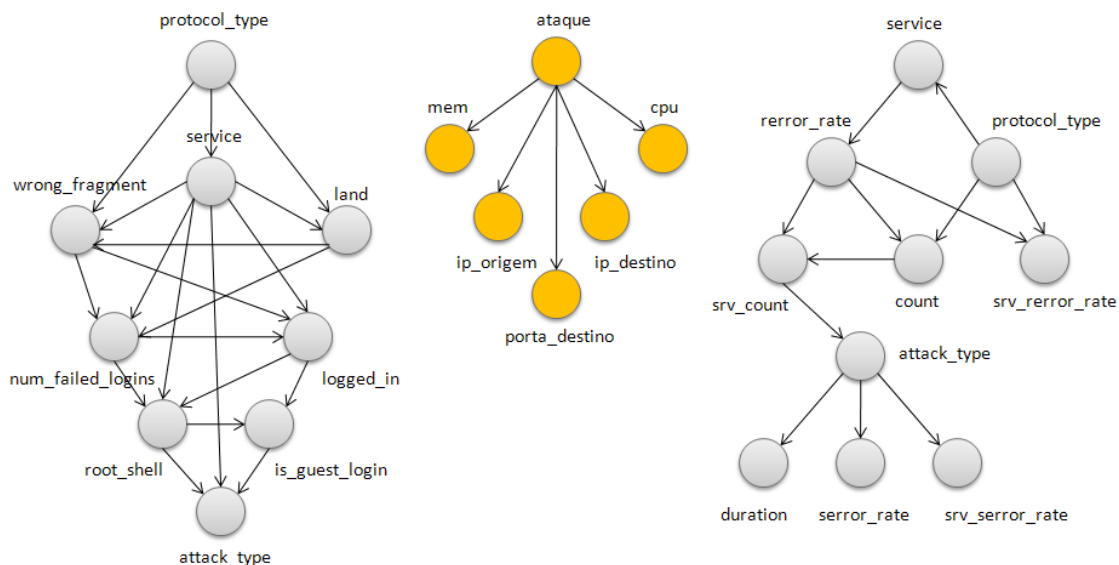 protocol_type
service
wrong_fragment
land
num_failed_logins
logged_in
root_shell
is_guest_login
attack_type
ataque
mem
cpu
ip_origem
ip_destino
porta_destino
service
rerror_rate
protocol_type
srv_count
count
srv_rerror_rate
attack_type
duration
serror_rate
srv_serror_rate